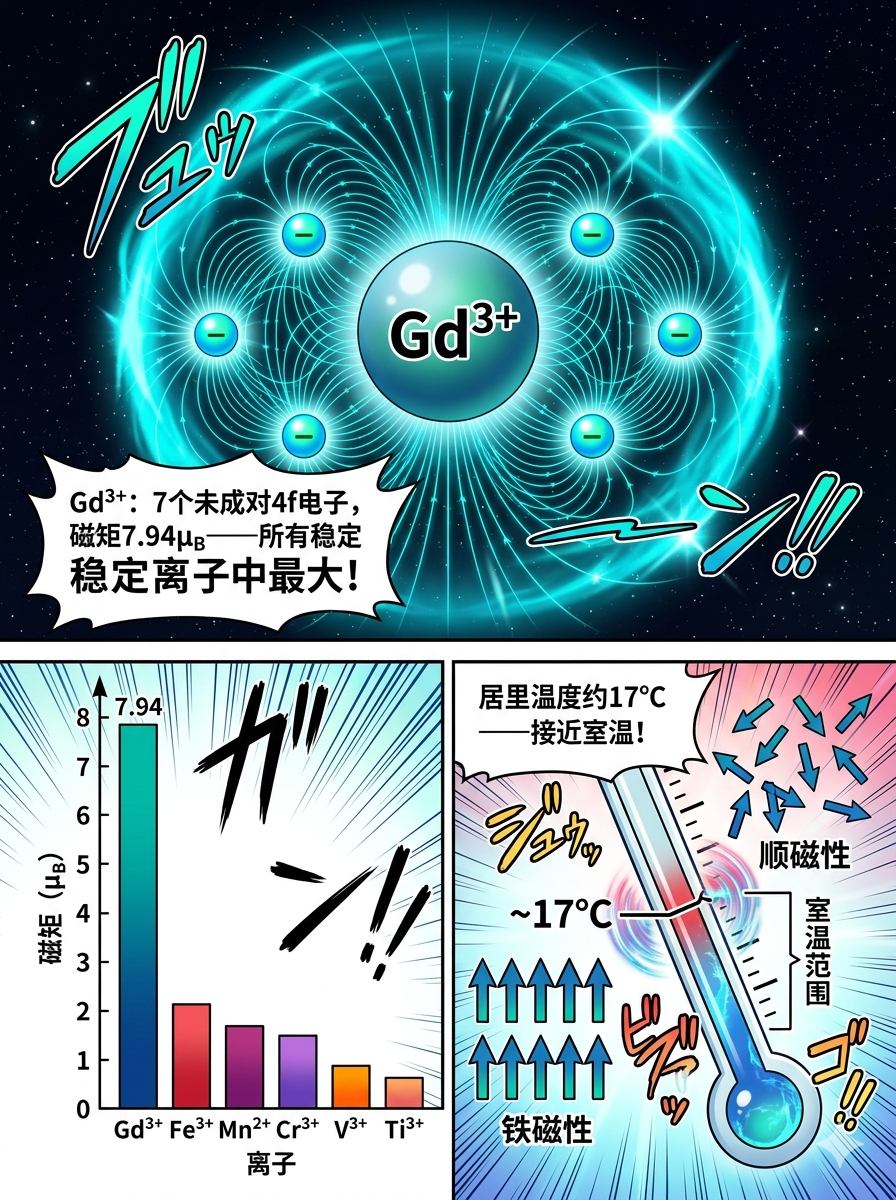 ブュッ
Gd³⁺
−
−
−
−
−
−
Gd³⁺：7个未成对4f电子，
磁矩7.94μB——所有稳定
稳定离子中最大！
ーン!!
8
7
6
5
4
3
2
1
0
磁矩（μB）
7.94
ガーン!!
Gd³⁺ Fe³⁺ Mn²⁺ Cr³⁺ V³⁺ Ti³⁺
离子
居里温度约17°C
——接近室温！
ジュゥッ
顺磁性
~17°C
室温范围
ビズッ
ゴ!!
铁磁性